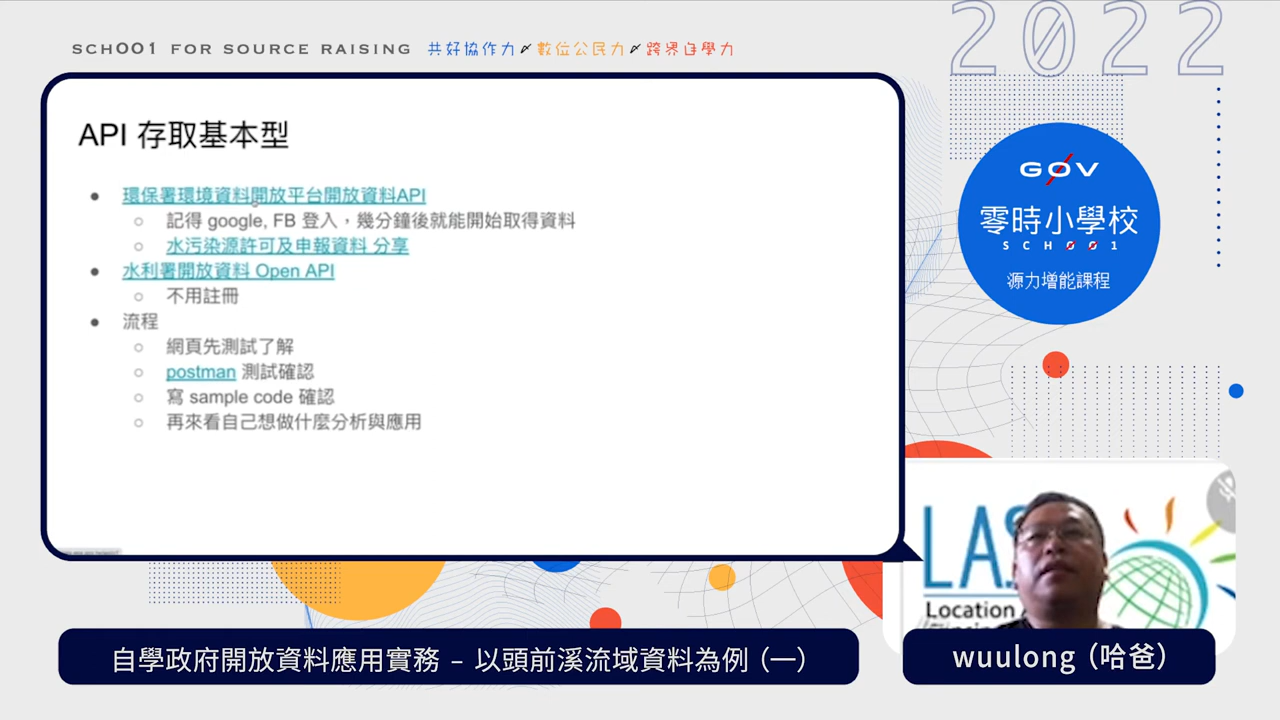 SCHOO1 FOR SOURCE RAISING 共好協作力 數位公民力 跨界自學力
2022
API 存取基本型
環保署環境資料開放平台開放資料API
記得 google, FB 登入，幾分鐘後就能開始取得資料
水污染源許可及申報資料 分享
水利署開放資料 Open API
不用註冊
流程
網頁先測試了解
postman 測試確認
寫 sample code 確認
再來看自己想做什麼分析與應用
GØV
零時小學校
SCHOO1
源力增能課程
LAS
Location
自學政府開放資料應用實務 – 以頭前溪流域資料為例（一）
wuulong（哈爸）